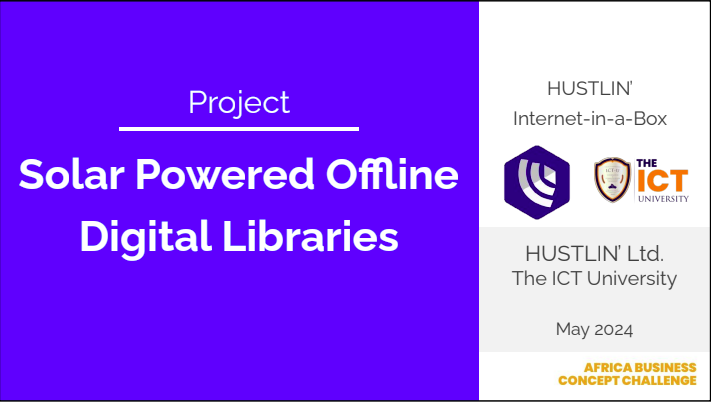 Project
Solar Powered Offline
Digital Libraries
HUSTLIN’
Internet-in-a-Box
THE
ICT
UNIVERSITY
HUSTLIN’ Ltd.
The ICT University
May 2024
AFRICA BUSINESS
CONCEPT CHALLENGE